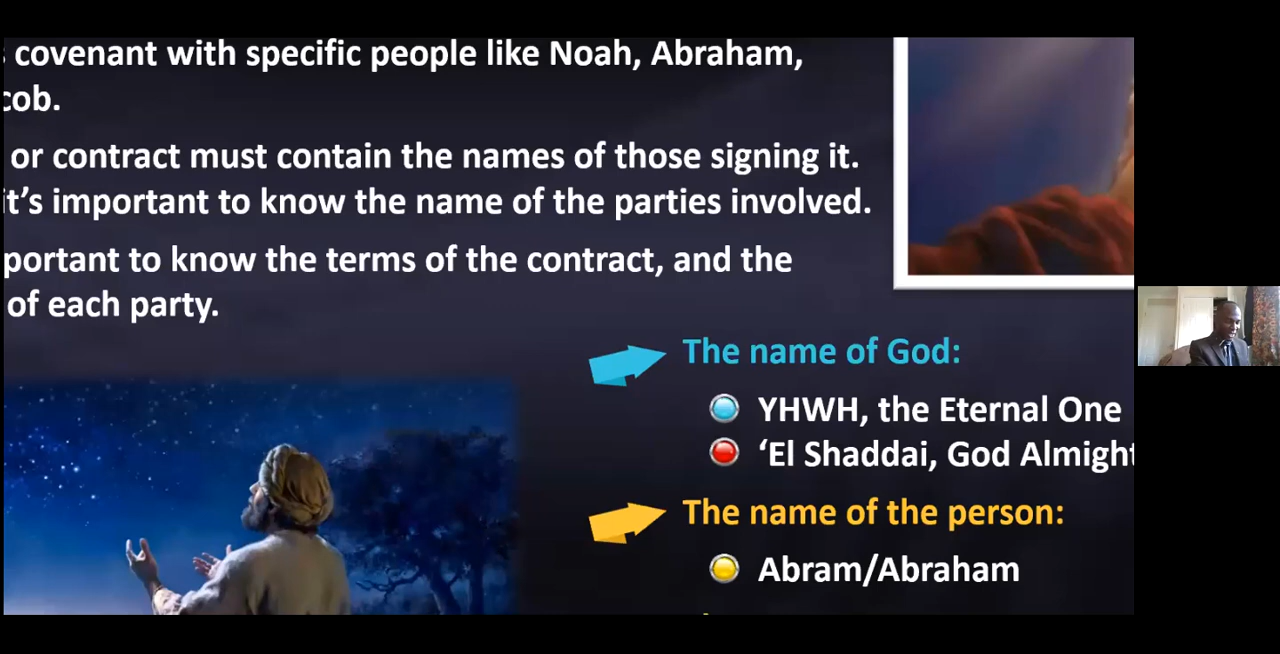 covenant with specific people like Noah, Abraham,
cob.
or contract must contain the names of those signing it.
it’s important to know the name of the parties involved.
portant to know the terms of the contract, and the
of each party.
The name of God:
YHWH, the Eternal One
‘El Shaddai, God Almight
The name of the person:
Abram/Abraham